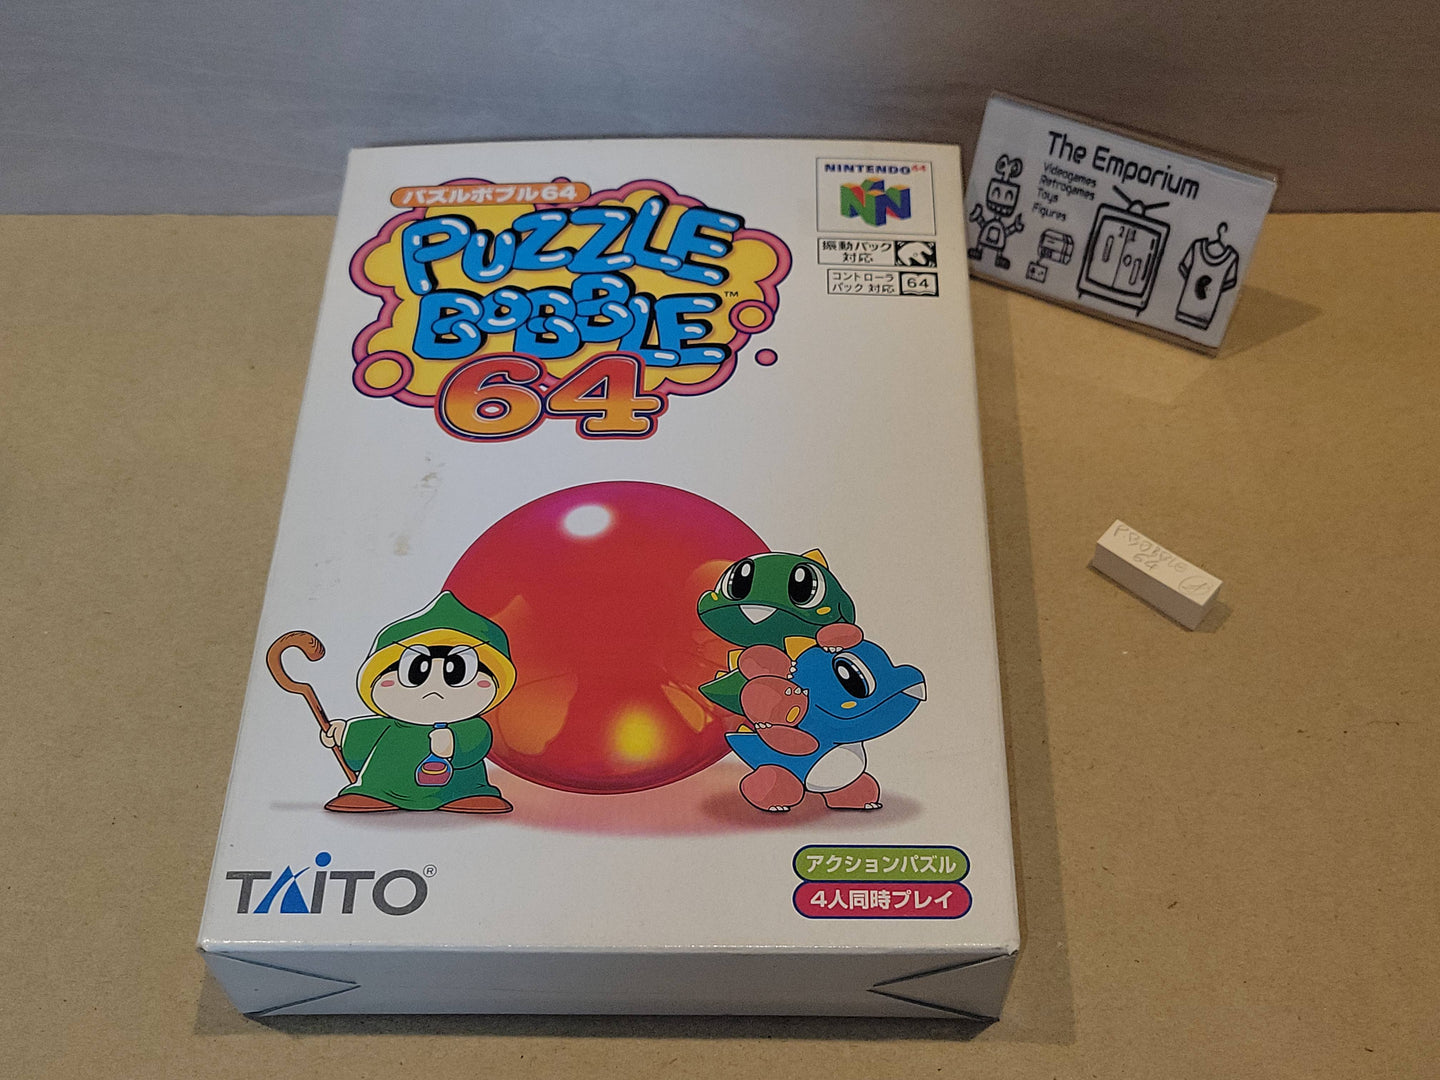 パズルボブル64
PUZZLE
BOBBLE™
64
NINTENDO64
振動パック
対応
コントローラ
パック 対応
64
TAITO®
アクションパズル
4人同時プレイ
The Emporium
Videogames
Retrogames
Toys
Figures
P.BOBBLE
64